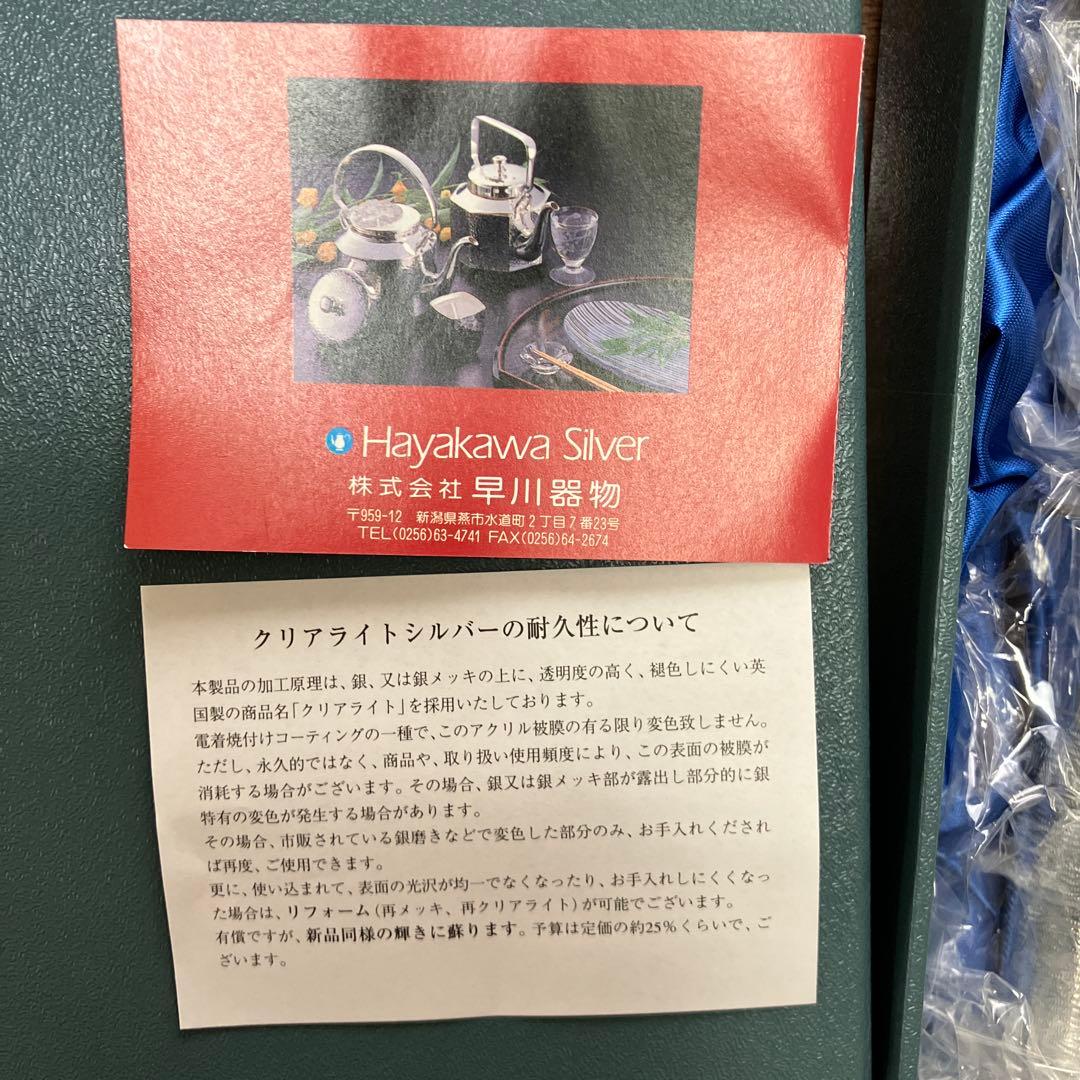 Hayakawa Silver
株式会社 早川器物
〒959-12 新潟県燕市水道町2丁目7番23号
TEL(0256)63-4741 FAX(0256)64-2674
クリアライトシルバーの耐久性について
本製品の加工原理は、銀、又は銀メッキの上に、透明度の高く、褪色しにくい英
国製の商品名「クリアライト」を採用いたしております。
電着焼付けコーティングの一種で、このアクリル被膜の有る限り変色致しません。
ただし、永久的ではなく、商品や、取り扱い使用頻度により、この表面の被膜が
消耗する場合がございます。その場合、銀又は銀メッキ部が露出し部分的に銀
特有の変色が発生する場合があります。
その場合、市販されている銀磨きなどで変色した部分のみ、お手入れくだされ
ば再度、ご使用できます。
更に、使い込まれて、表面の光沢が均一でなくなったり、お手入れしにくくなっ
た場合は、リフォーム(再メッキ、再クリアライト)が可能でございます。
有償ですが、新品同様の輝きに蘇ります。予算は定価の約25%くらいで、ご
ざいます。